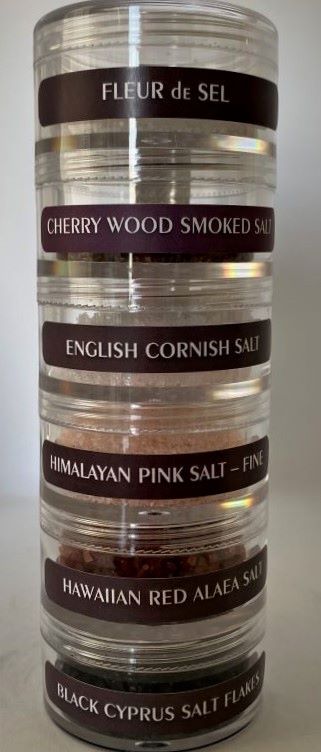 FLEUR de SEL
CHERRY WOOD SMOKED SALT
ENGLISH CORNISH SALT
HIMALAYAN PINK SALT – FINE
HAWAIIAN RED ALAEA SALT
BLACK CYPRUS SALT FLAKES